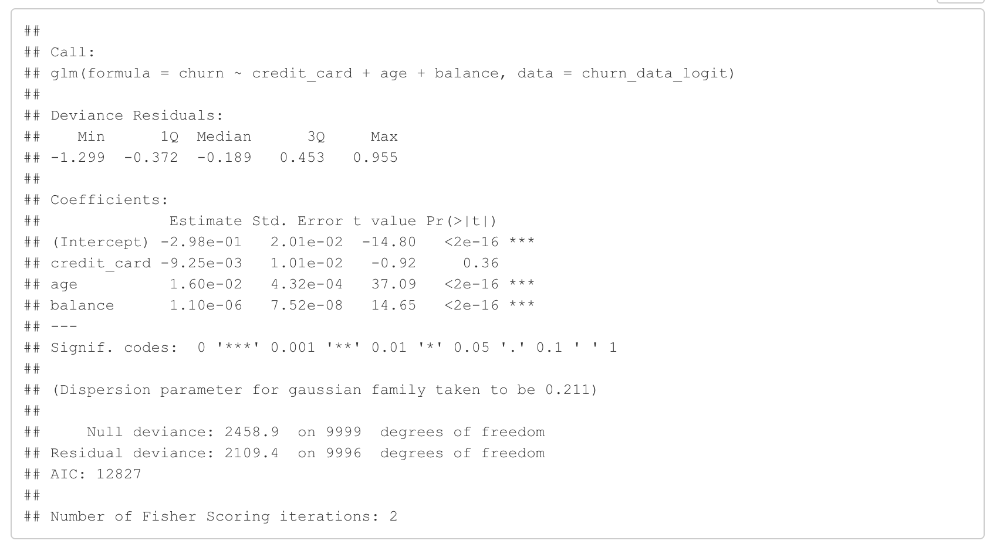 ##
## Call:
## glm(formula = churn ~ credit_card + age + balance, data = churn_data_logit)
##
## Deviance Residuals:
##    Min      1Q  Median      3Q     Max
## -1.299  -0.372  -0.189   0.453   0.955
##
## Coefficients:
##              Estimate Std. Error t value Pr(>|t|)
## (Intercept) -2.98e-01   2.01e-02  -14.80   <2e-16 ***
## credit_card -9.25e-03   1.01e-02   -0.92     0.36
## age          1.60e-02   4.32e-04   37.09   <2e-16 ***
## balance      1.10e-06   7.52e-08   14.65   <2e-16 ***
## ---
## Signif. codes:  0 '***' 0.001 '**' 0.01 '*' 0.05 '.' 0.1 ' ' 1
##
## (Dispersion parameter for gaussian family taken to be 0.211)
##
##     Null deviance: 2458.9  on 9999  degrees of freedom
## Residual deviance: 2109.4  on 9996  degrees of freedom
## AIC: 12827
##
## Number of Fisher Scoring iterations: 2